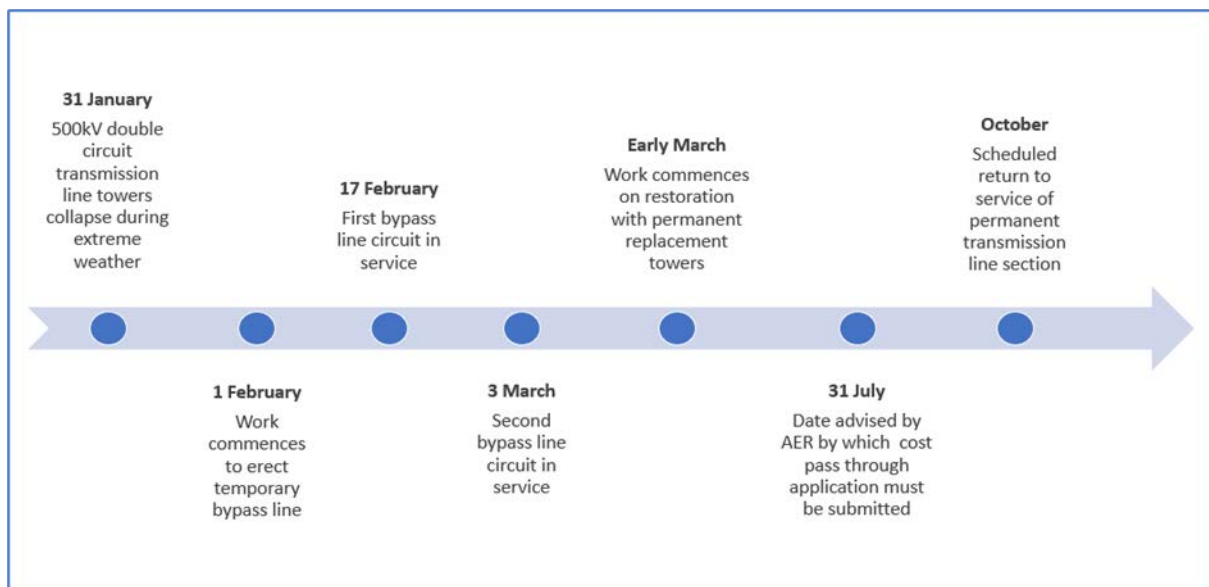 31 January
500kV double
circuit
transmission
line towers
collapse during
extreme
weather
1 February
Work
commences
to erect
temporary
bypass line
17 February
First bypass
line circuit in
service
3 March
Second
bypass line
circuit in
service
Early March
Work commences
on restoration
with permanent
replacement
towers
31 July
Date advised by
AER by which cost
pass through
application must
be submitted
October
Scheduled
return to
service of
permanent
transmission
line section